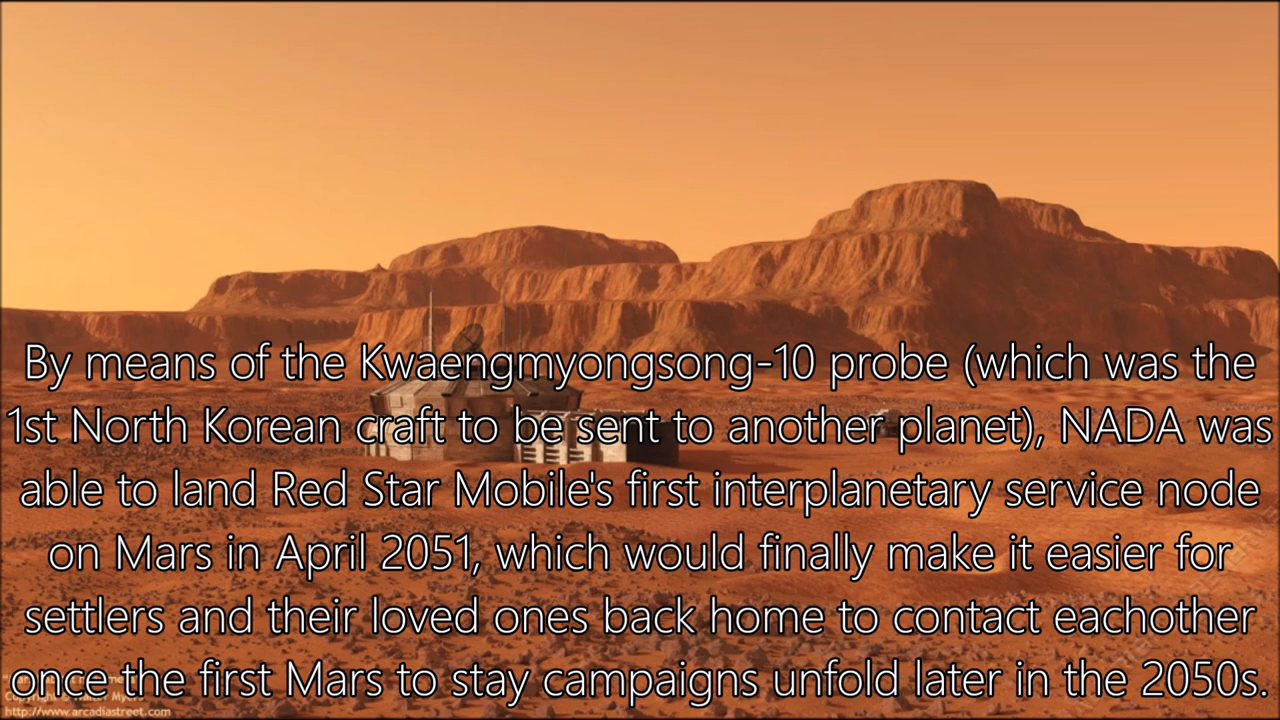 By means of the Kwaengmyongsong-10 probe (which was the
1st North Korean craft to be sent to another planet), NADA was
able to land Red Star Mobile's first interplanetary service node
on Mars in April 2051, which would finally make it easier for
settlers and their loved ones back home to contact eachother
once the first Mars to stay campaigns unfold later in the 2050s.
http://www.arcadiastreet.com